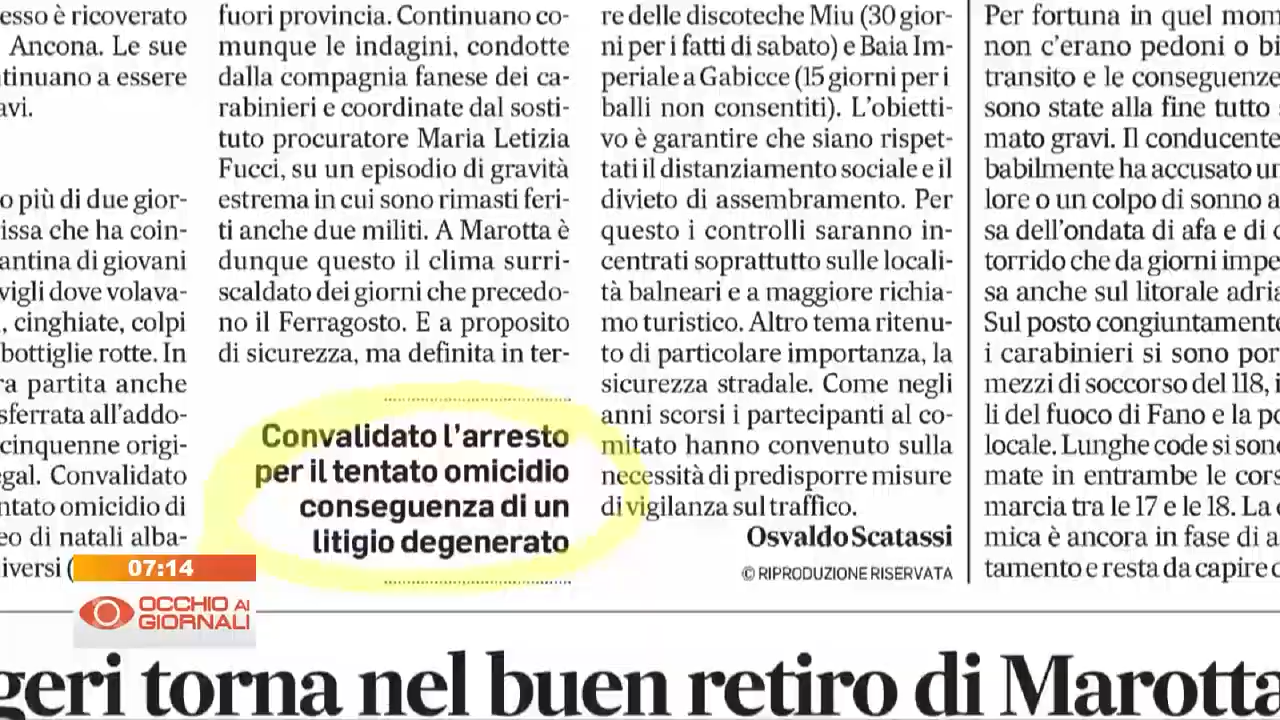 esso è ricoverato
Ancona. Le sue
tinuano a essere
avi.
o più di due gior-
issa che ha coin-
antina di giovani
vigli dove volava-
, cinghiate, colpi
bottiglie rotte. In
ra partita anche
sferrata all'addo-
cinquenne origi-
egal. Convalidato
ntato omicidio di
eo di natali alba-
iversi (
fuori provincia. Continuano co-
munque le indagini, condotte
dalla compagnia fanese dei ca-
rabinieri e coordinate dal sosti-
tuto procuratore Maria Letizia
Fucci, su un episodio di gravità
estrema in cui sono rimasti feri-
ti anche due militi. A Marotta è
dunque questo il clima surri-
scaldato dei giorni che precedo-
no il Ferragosto. E a proposito
di sicurezza, ma definita in ter-
Convalidato l'arresto
per il tentato omicidio
conseguenza di un
litigio degenerato
re delle discoteche Miu (30 gior-
ni per i fatti di sabato) e Baia Im-
periale a Gabicce (15 giorni per i
balli non consentiti). L'obietti-
vo è garantire che siano rispet-
tati il distanziamento sociale e il
divieto di assembramento. Per
questo i controlli saranno in-
centrati soprattutto sulle locali-
tà balneari e a maggiore richia-
mo turistico. Altro tema ritenu-
to di particolare importanza, la
sicurezza stradale. Come negli
anni scorsi i partecipanti al co-
mitato hanno convenuto sulla
necessità di predisporre misure
di vigilanza sul traffico.
Osvaldo Scatassi
© RIPRODUZIONE RISERVATA
Per fortuna in quel mom
non c'erano pedoni o bi
transito e le conseguenze
sono state alla fine tutto
mato gravi. Il conducente
babilmente ha accusato un
lore o un colpo di sonno a
sa dell'ondata di afa e di c
torrido che da giorni impe
sa anche sul litorale adria
Sul posto congiuntamente
i carabinieri si sono por
mezzi di soccorso del 118, i
li del fuoco di Fano e la po
locale. Lunghe code si sono
mate in entrambe le cors
marcia tra le 17 e le 18. La d
mica è ancora in fase di a
tamento e resta da capire c
07:14
OCCHIO AI
GIORNALI
geri torna nel buen retiro di Marotta